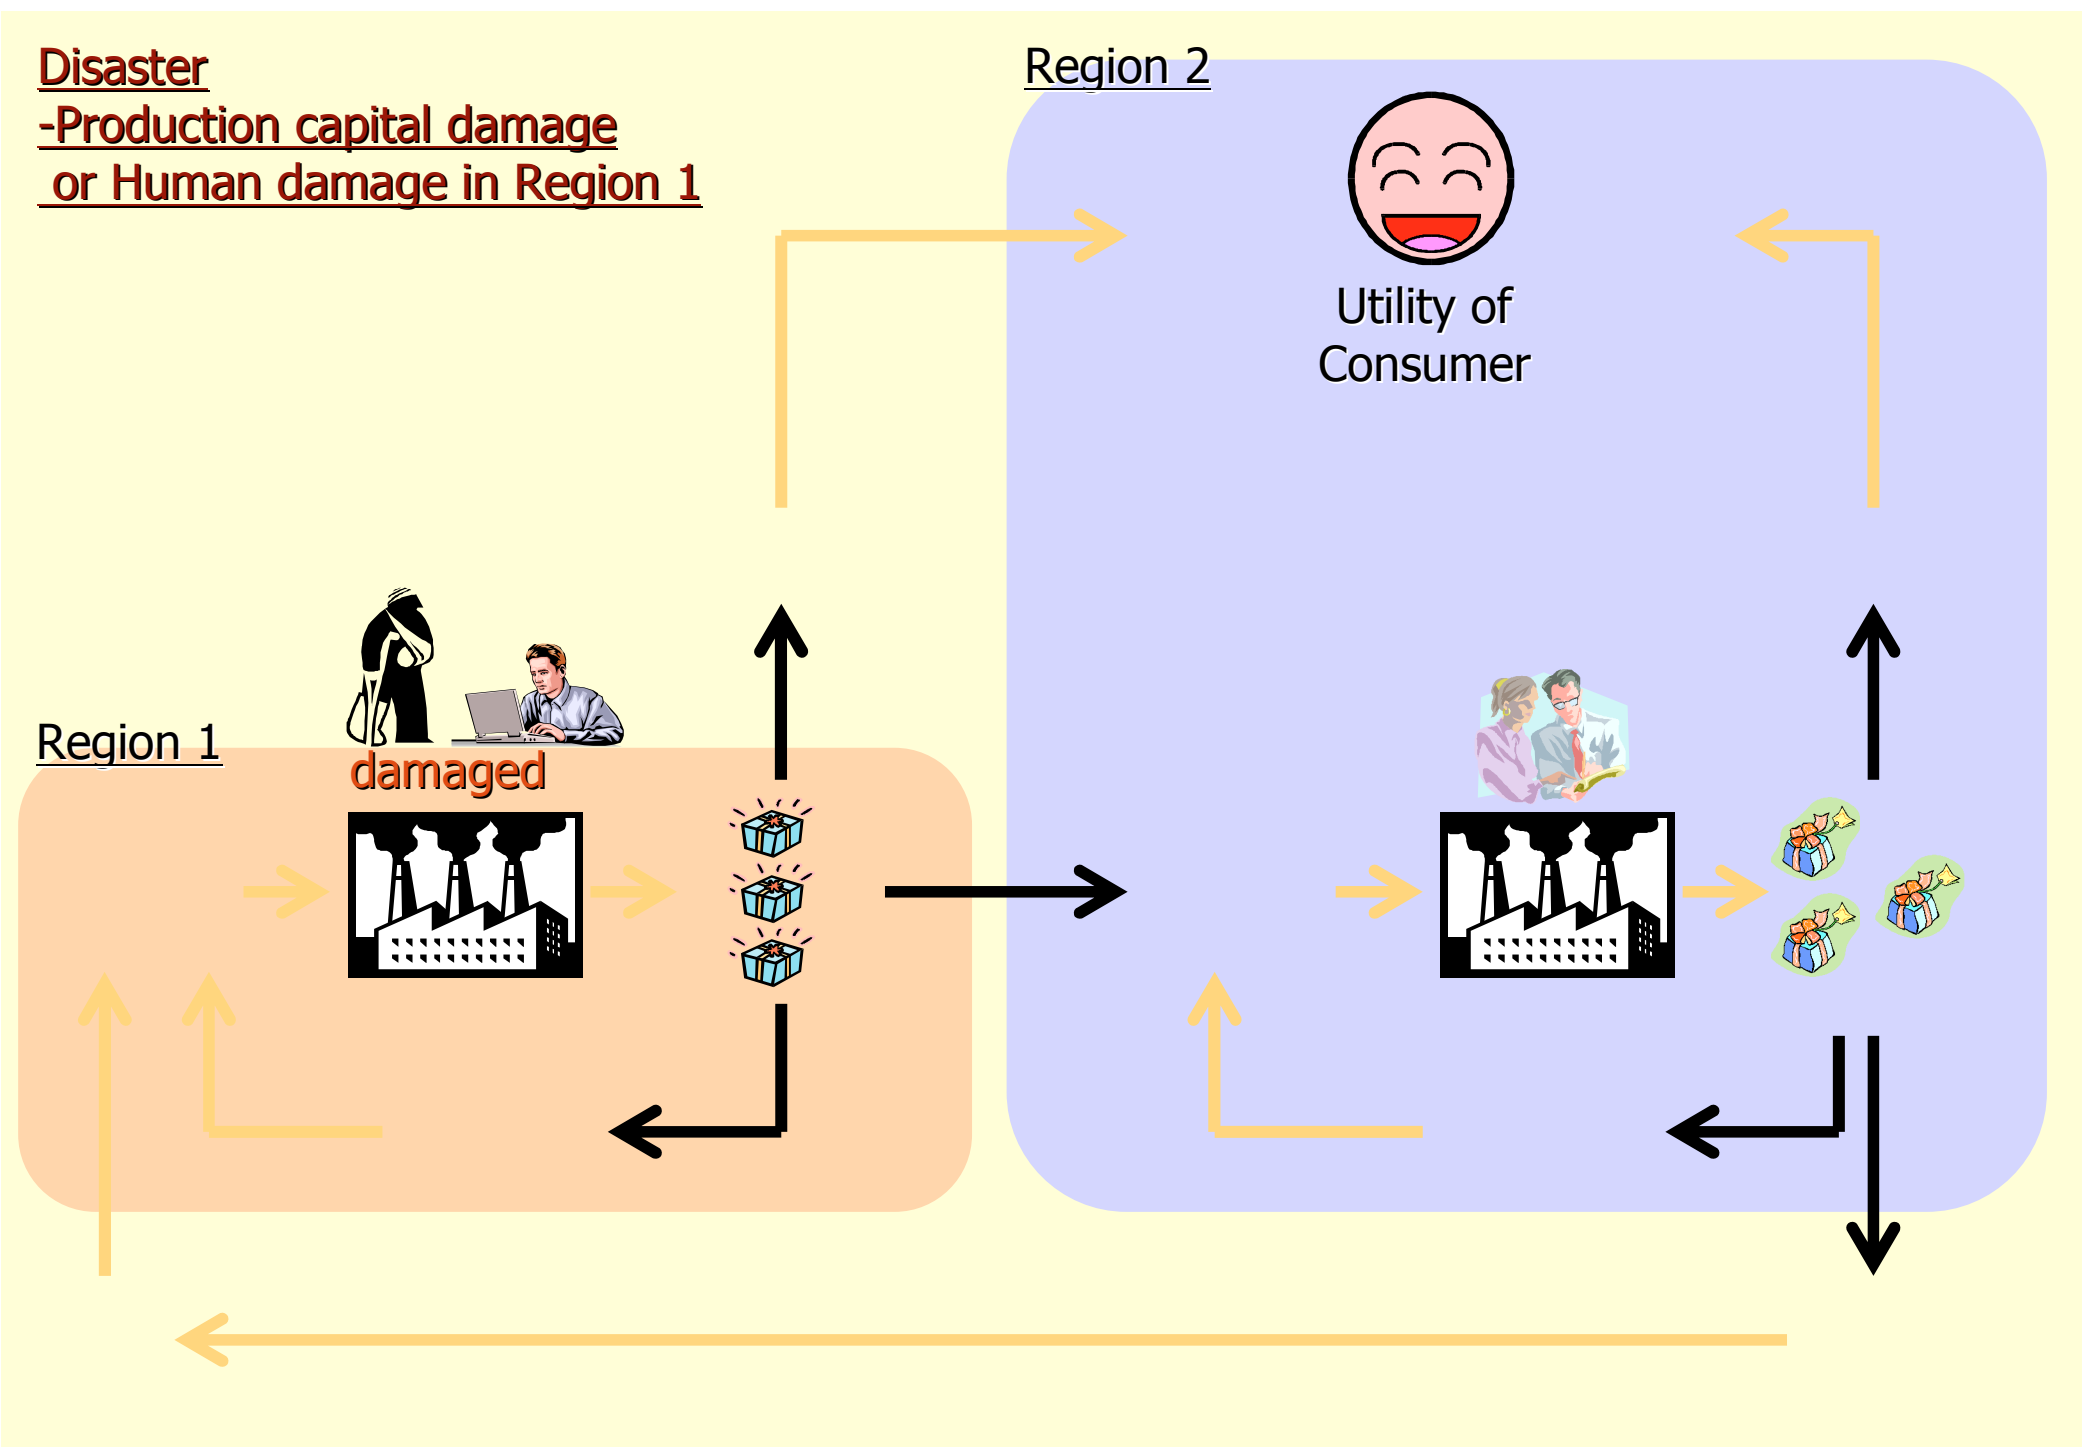 Disaster
-Production capital damage
or Human damage in Region 1
Region 2
Utility of
Consumer
Region 1
damaged